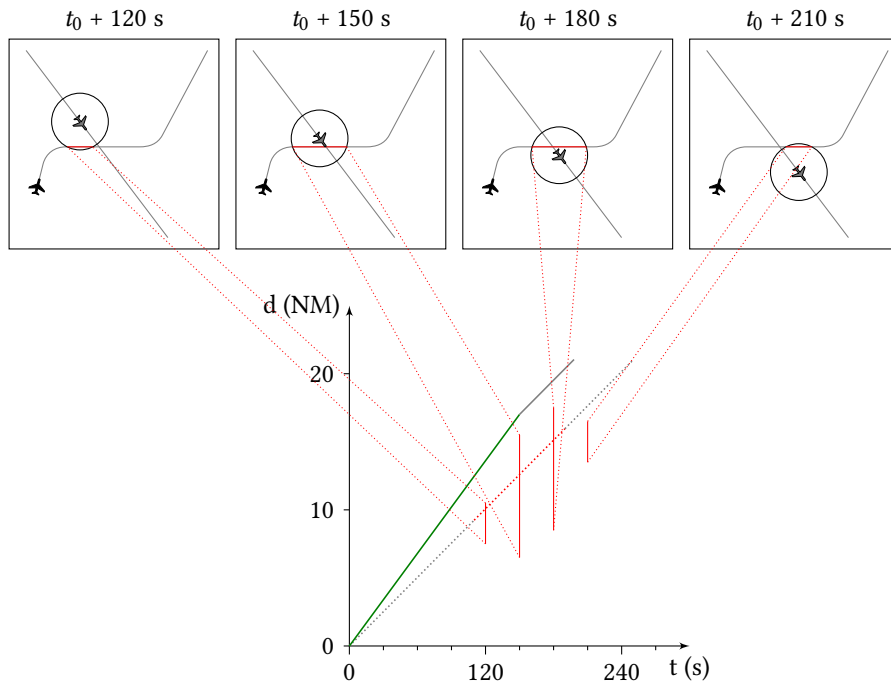 t₀ + 120 s
t₀ + 150 s
t₀ + 180 s
t₀ + 210 s
d (NM)
20
10
0
0
120
240
t (s)